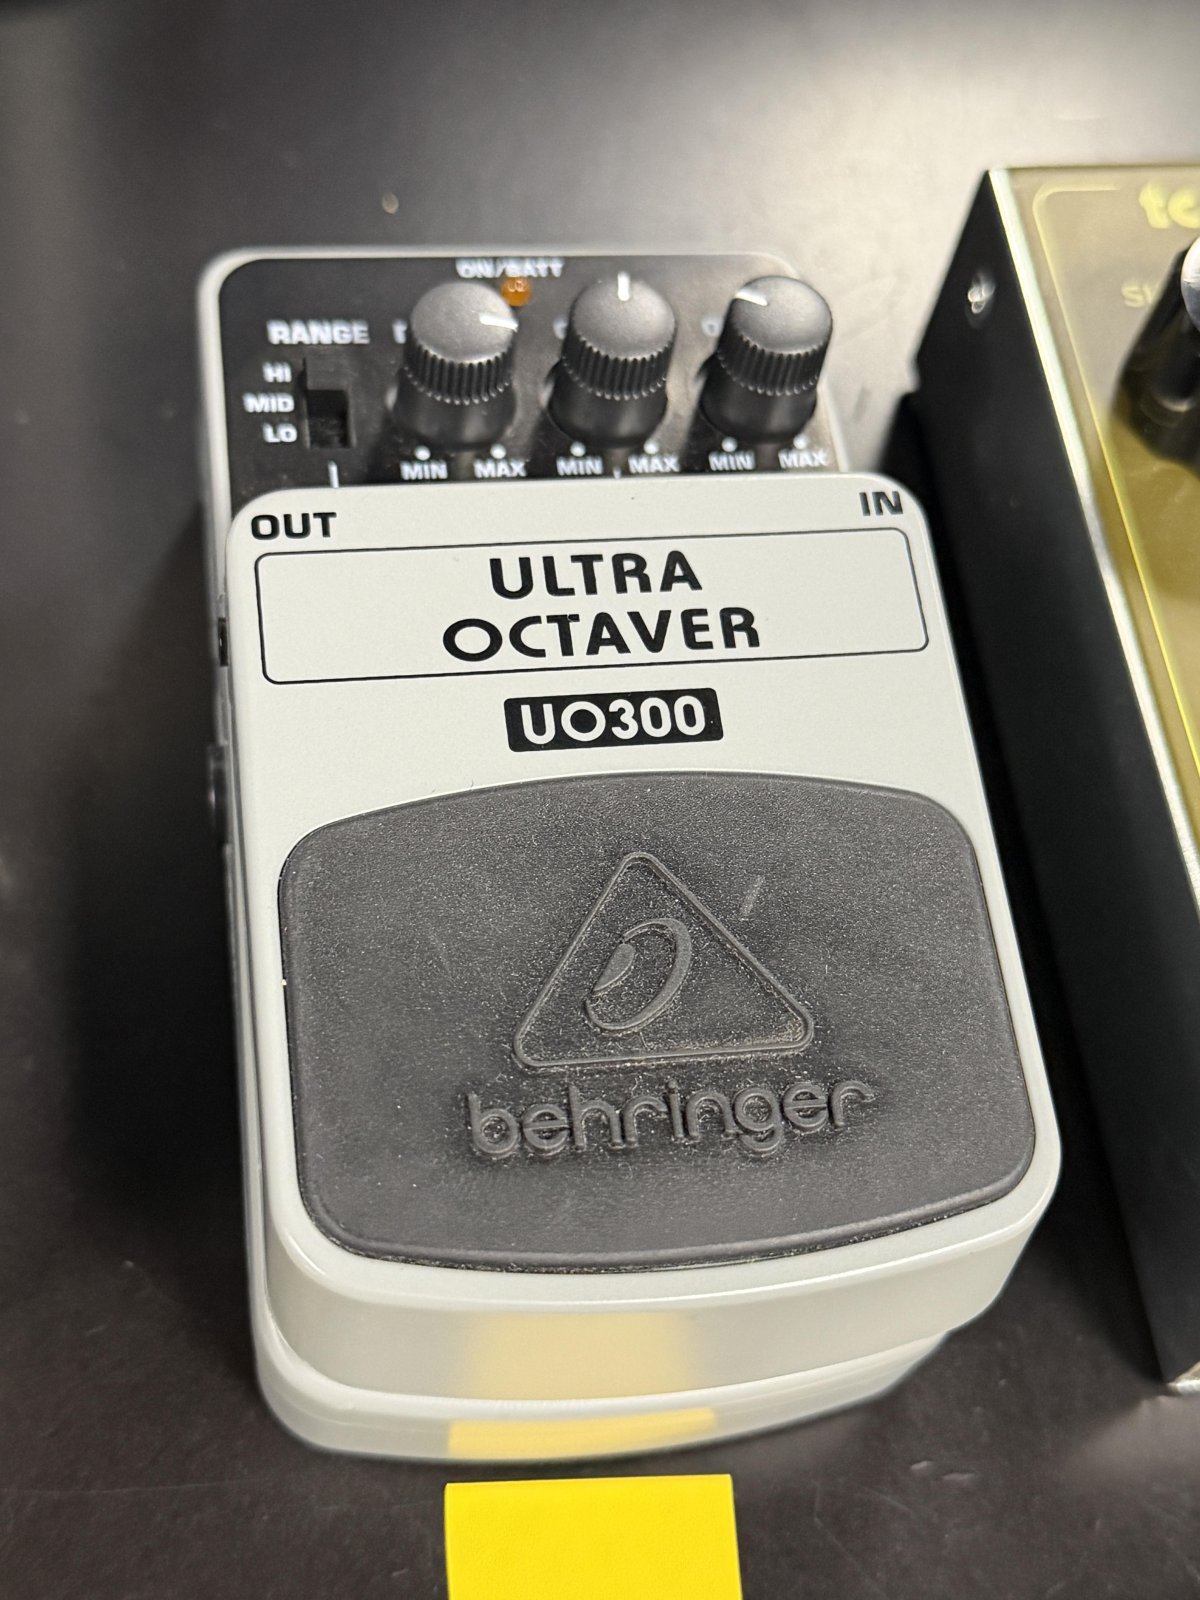 ON/BATT
RANGE
HI
MID
LO
MIN MAX MIN MAX MIN MAX
OUT
IN
ULTRA
OCTAVER
UO300
behringer